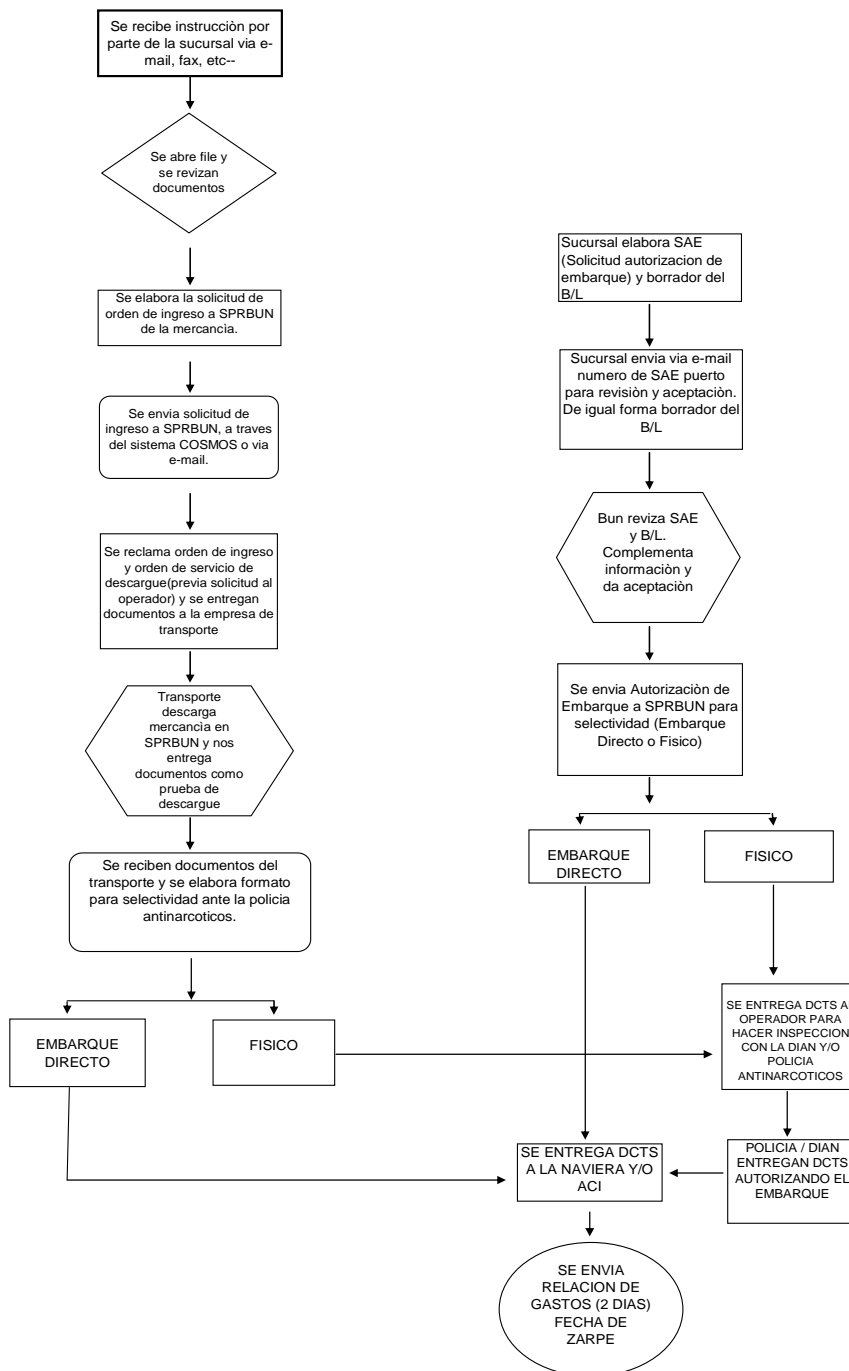 Se recibe instrucciòn por
parte de la sucursal via e-
mail, fax, etc--
Se abre file y
se revizan
documentos
Se elabora la solicitud de
orden de ingreso a SPRBUN
de la mercancìa.
Se envia solicitud de
ingreso a SPRBUN, a traves
del sistema COSMOS o via
e-mail.
Se reclama orden de ingreso
y orden de servicio de
descargue(previa solicitud al
operador) y se entregan
documentos a la empresa de
transporte
Transporte
descarga
mercancìa en
SPRBUN y nos
entrega
documentos como
prueba de
descargue
Se reciben documentos del
transporte y se elabora formato
para selectividad ante la policia
antinarcoticos.
EMBARQUE
DIRECTO
FISICO
Sucursal elabora SAE
(Solicitud autorizacion de
embarque) y borrador del
B/L
Sucursal envia via e-mail
numero de SAE puerto
para revisiòn y aceptaciòn.
De igual forma borrador del
B/L
Bun reviza SAE
y B/L.
Complementa
informaciòn y
da aceptaciòn
Se envia Autorizaciòn de
Embarque a SPRBUN para
selectividad (Embarque
Directo o Fisico)
EMBARQUE
DIRECTO
FISICO
SE ENTREGA DCTS A
OPERADOR PARA
HACER INSPECCION
CON LA DIAN Y/O
POLICIA
ANTINARCOTICOS
POLICIA / DIAN
ENTREGAN DCTS
AUTORIZANDO EL
EMBARQUE
SE ENTREGA DCTS
A LA NAVIERA Y/O
ACI
SE ENVIA
RELACION DE
GASTOS (2 DIAS)
FECHA DE
ZARPE